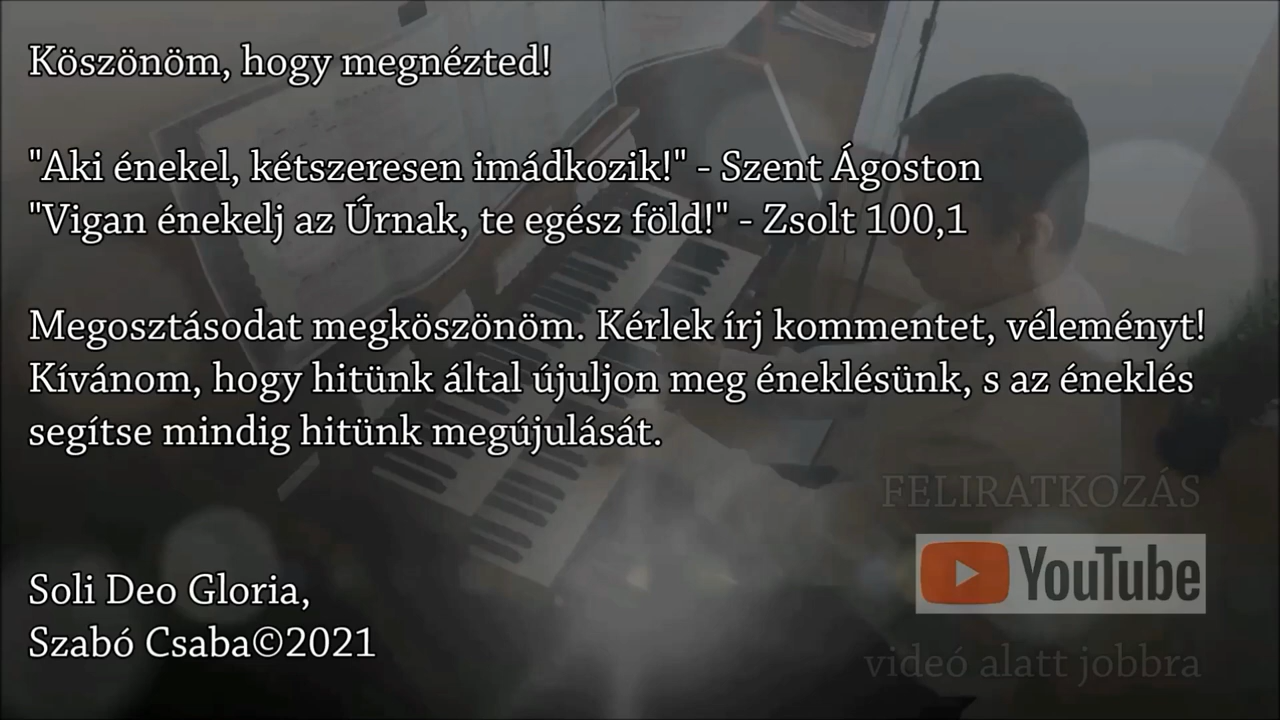 Köszönöm, hogy megnézted!
"Aki énekel, kétszeresen imádkozik!" - Szent Ágoston
"Vigan énekelj az Úrnak, te egész föld!" - Zsolt 100,1
Megosztásodat megköszönöm. Kérlek írj kommentet, véleményt!
Kívánom, hogy hitünk által újuljon meg éneklésünk, s az éneklés
segítse mindig hitünk megújulását.
FELIRATKOZÁS
YouTube
videó alatt jobbra
Soli Deo Gloria,
Szabó Csaba©2021